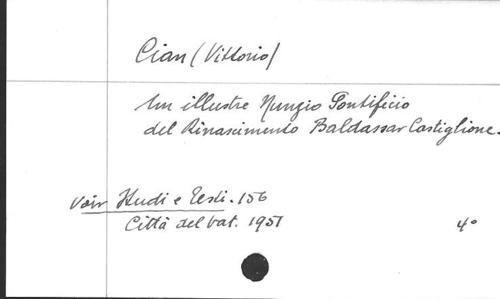 Cian (Vittorio)
Un illustre Nunzio Pontificio
del Rinascimento Baldassar Castiglione.
Voir Studi e Testi. 156
Città del Vat. 1951
4°